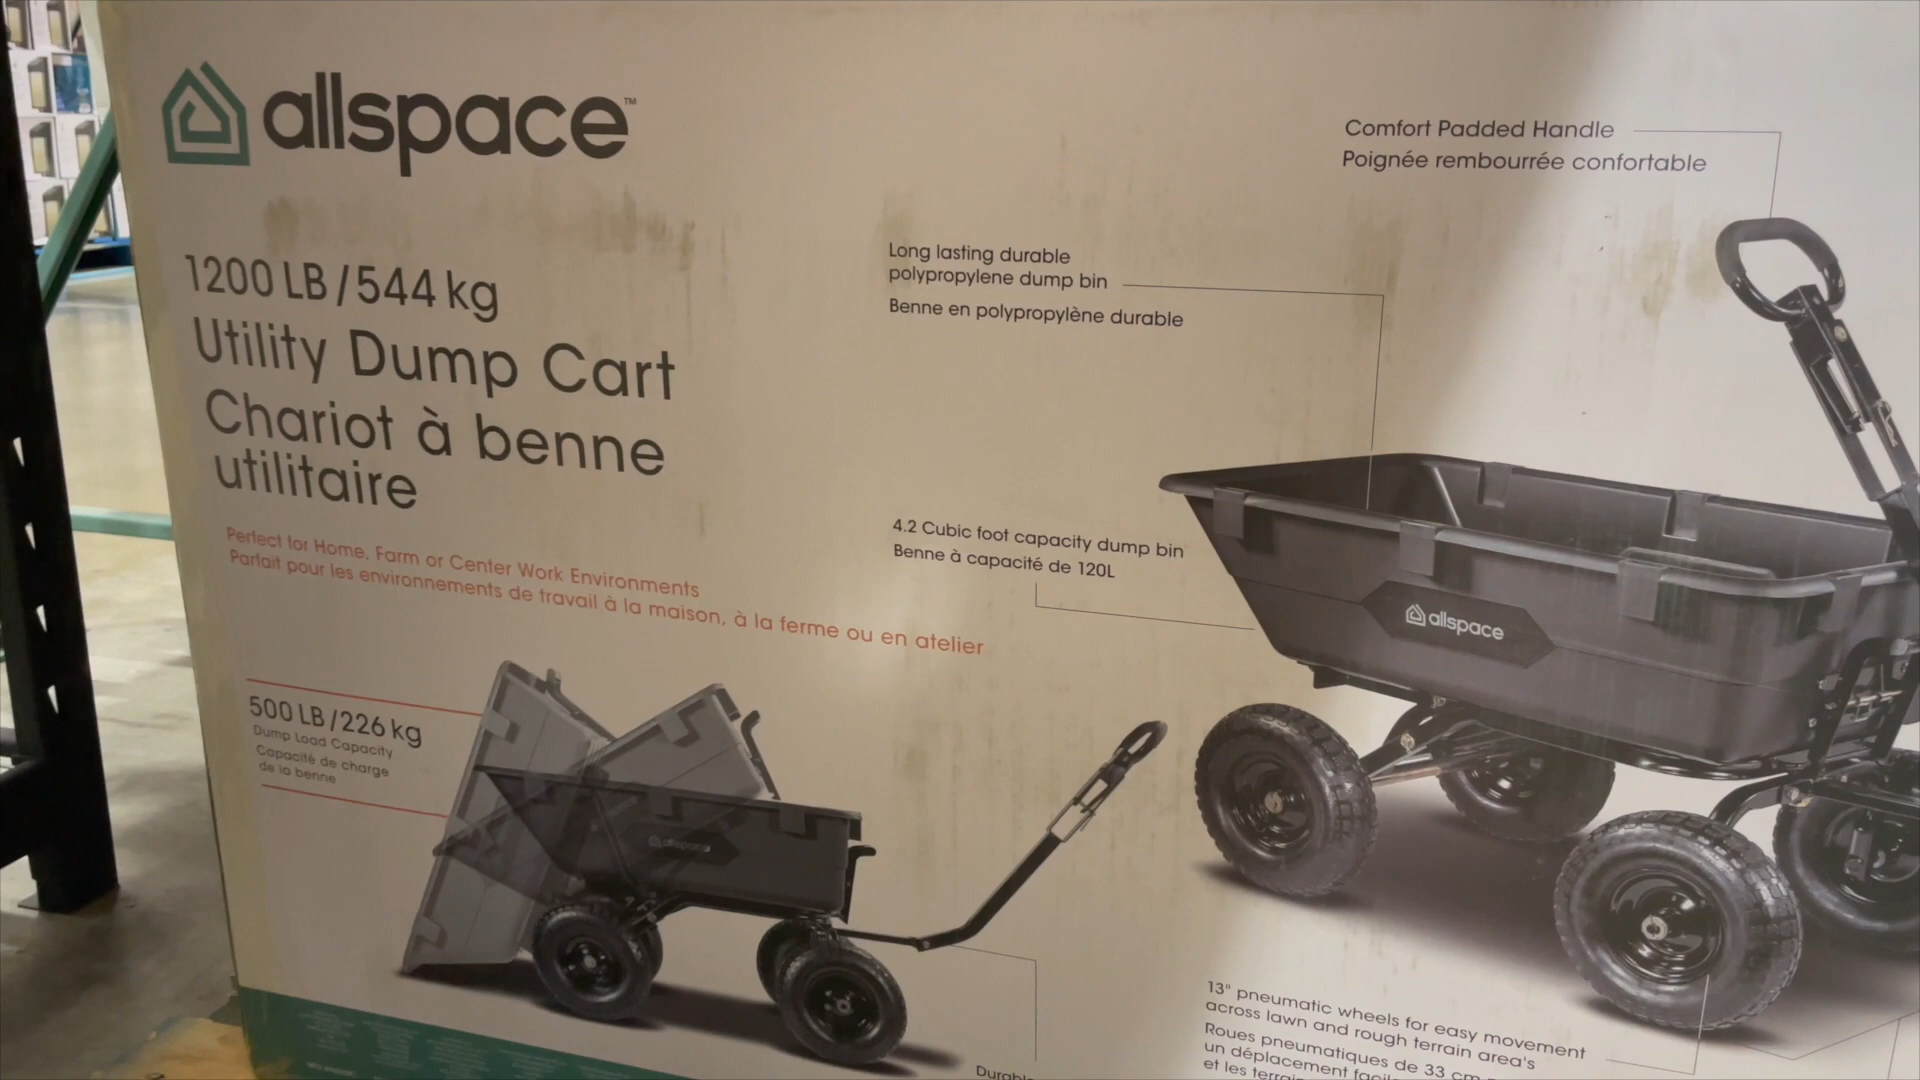 allspace™
1200 LB / 544 kg
Utility Dump Cart
Chariot à benne
utilitaire
Perfect for Home, Farm or Center Work Environments
Parfait pour les environnements de travail à la maison, à la ferme ou en atelier
500 LB / 226 kg
Dump Load Capacity
Capacité de charge
de la benne
allspace
Long lasting durable
polypropylene dump bin
Benne en polypropylène durable
4.2 Cubic foot capacity dump bin
Benne à capacité de 120L
Comfort Padded Handle
Poignée rembourrée confortable
allspace
13" pneumatic wheels for easy movement
across lawn and rough terrain area's
Roues pneumatiques de 33 cm
un déplacement
et les